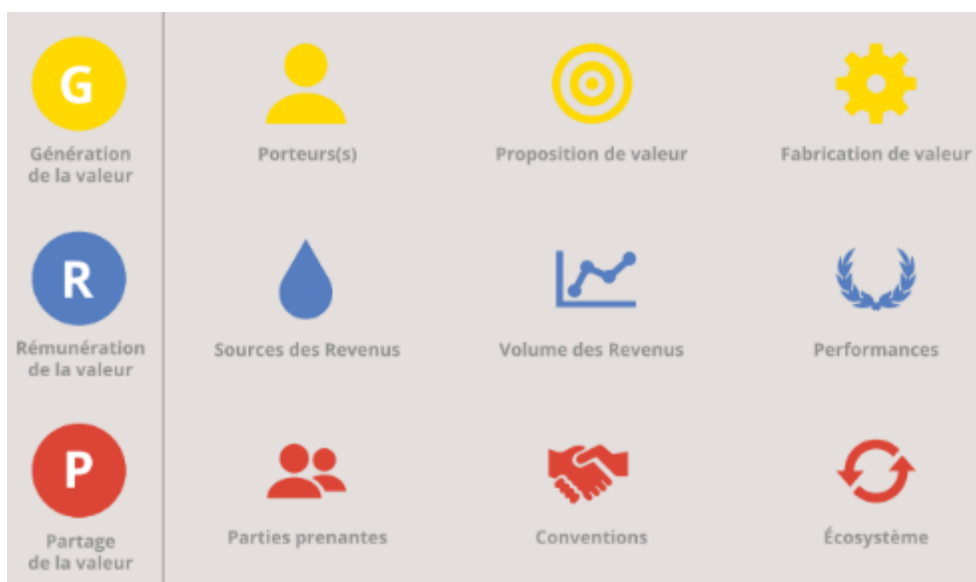 G
Génération
de la valeur
Porteurs(s)
Proposition de valeur
Fabrication de valeur
R
Rémunération
de la valeur
Sources des Revenus
Volume des Revenus
Performances
P
Partage
de la valeur
Parties prenantes
Conventions
Écosystème